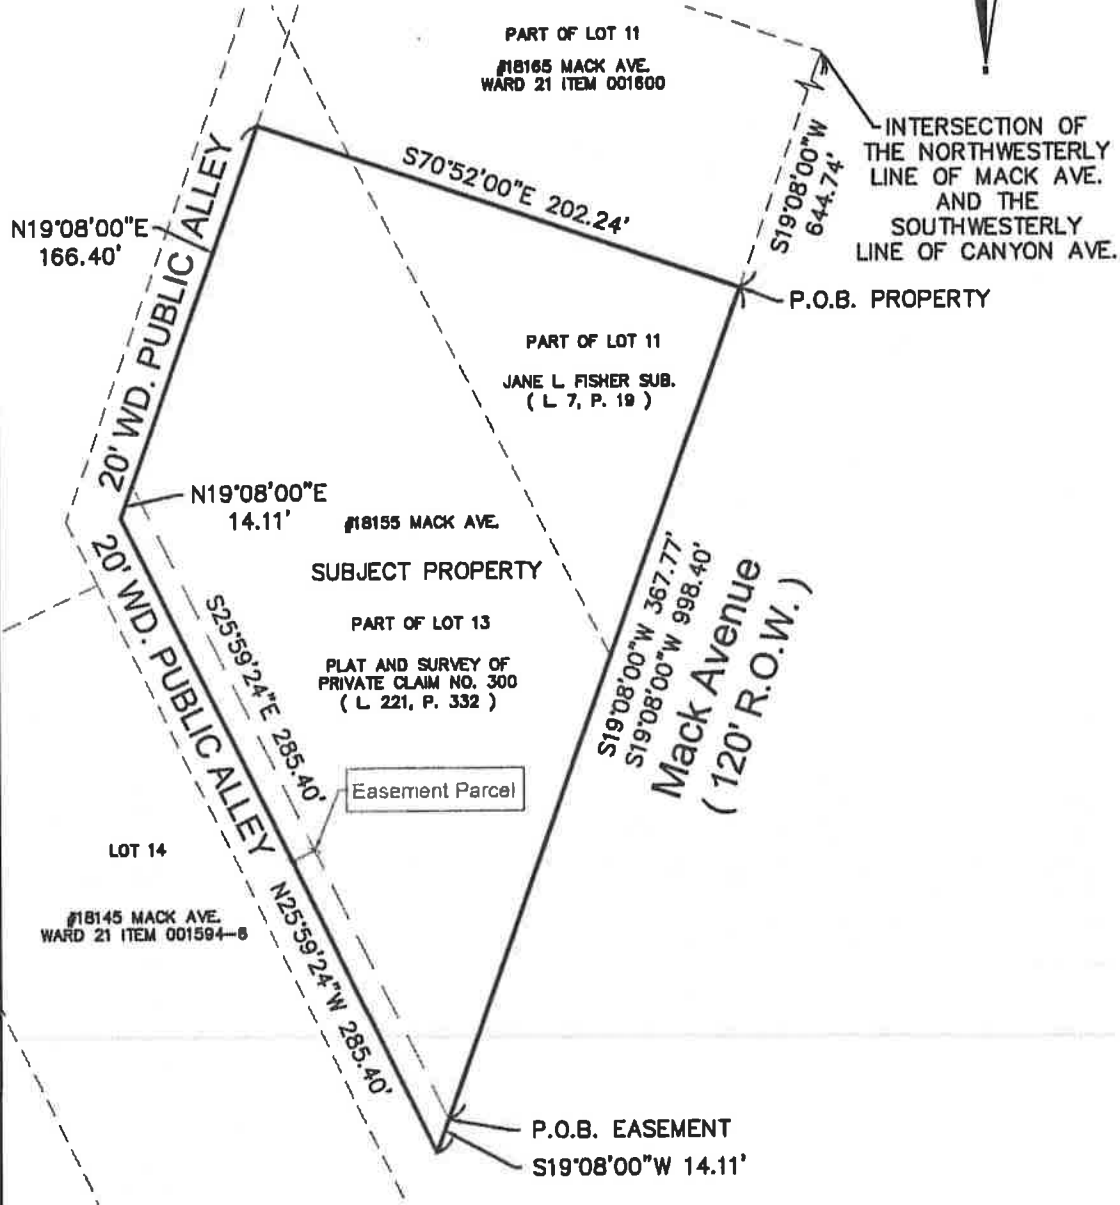 PART OF LOT 11
#18165 MACK AVE.
WARD 21 ITEM 001600
INTERSECTION OF
THE NORTHWESTERLY
LINE OF MACK AVE.
AND THE
SOUTHWESTERLY
LINE OF CANYON AVE.
S19°08'00"W
644.74'
S70°52'00"E 202.24'
N19°08'00"E
166.40'
20' WD. PUBLIC ALLEY
P.O.B. PROPERTY
PART OF LOT 11
JANE L FISHER SUB.
( L 7, P. 19 )
N19°08'00"E
14.11'
#18155 MACK AVE.
SUBJECT PROPERTY
PART OF LOT 13
PLAT AND SURVEY OF
PRIVATE CLAIM NO. 300
( L 221, P. 332 )
S19°08'00"W 367.77'
S19°08'00"W 998.40'
Mack Avenue
( 120' R.O.W. )
20' WD. PUBLIC ALLEY
S25°59'24"E 285.40'
Easement Parcel
LOT 14
#18145 MACK AVE.
WARD 21 ITEM 001594-6
N25°59'24"W 285.40'
P.O.B. EASEMENT
S19°08'00"W 14.11'